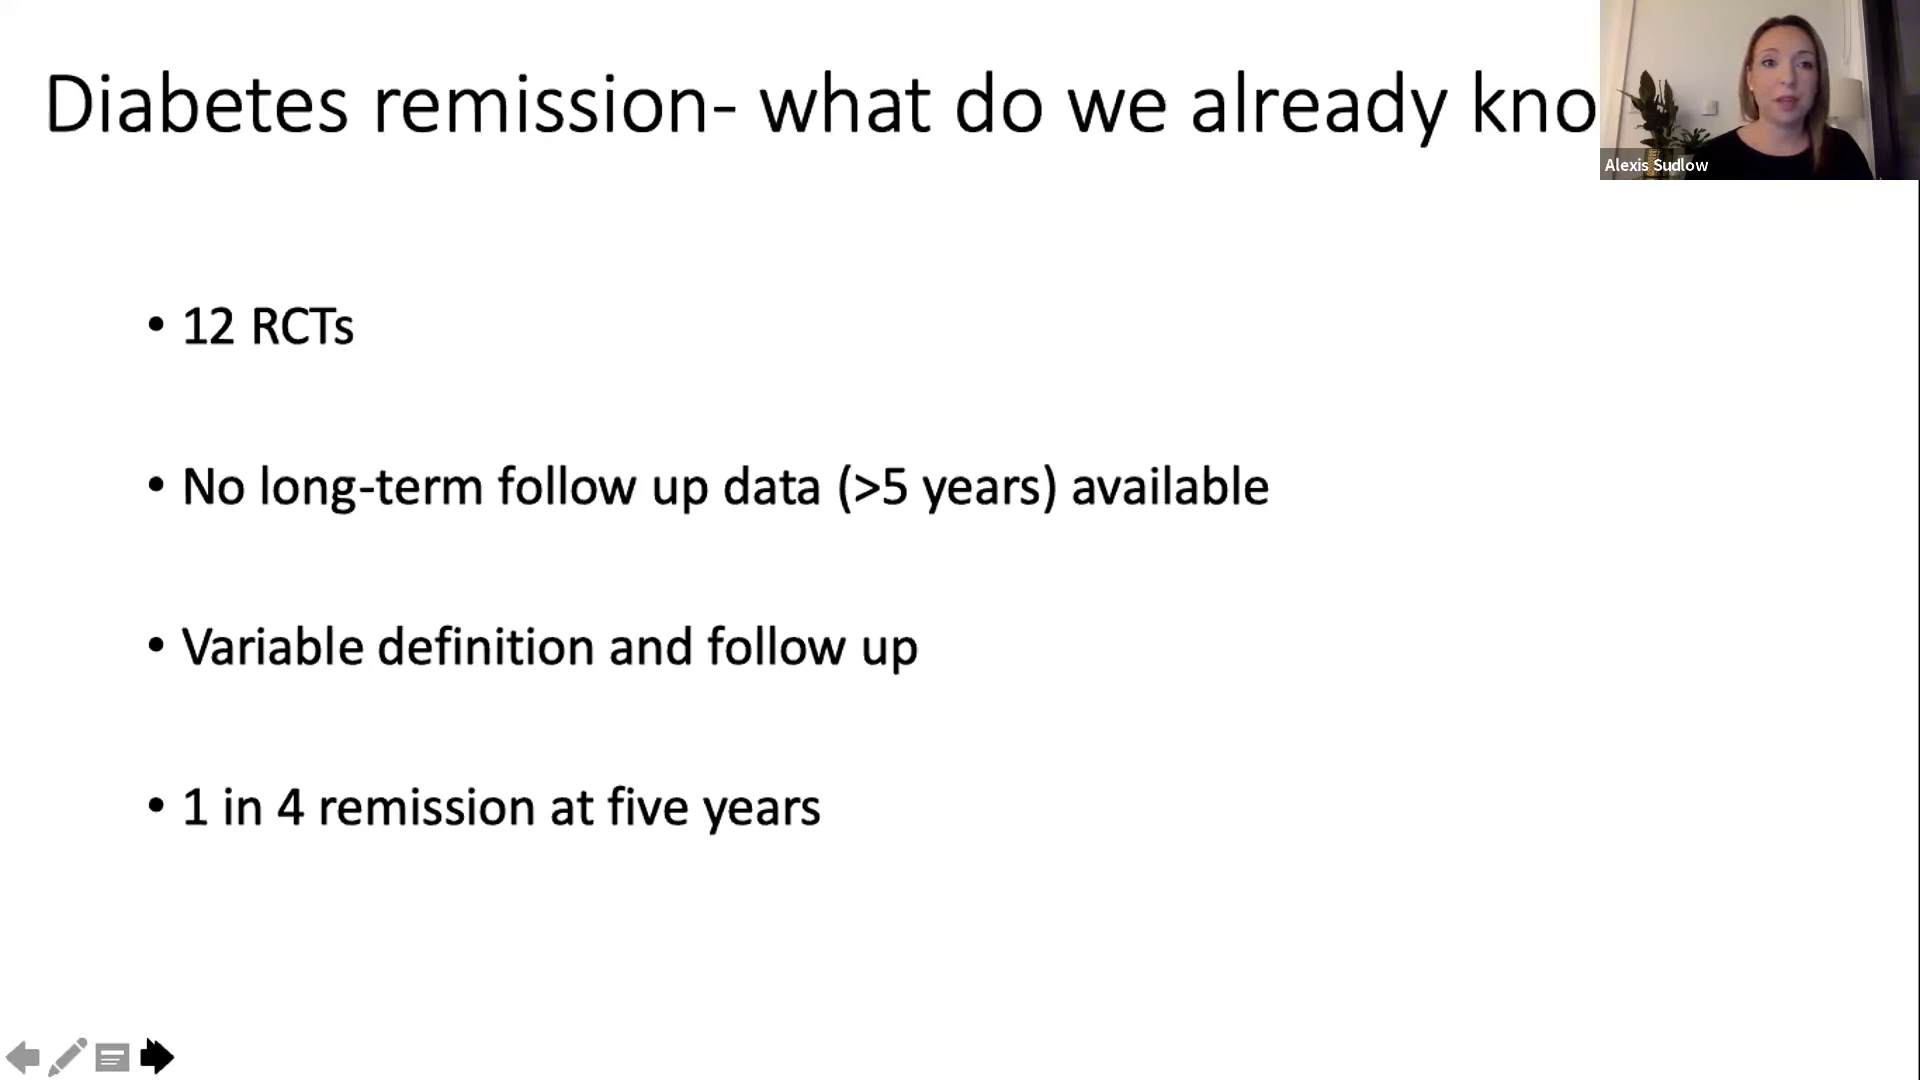 Diabetes remission- what do we already kno
Alexis Sudlow
• 12 RCTs
• No long-term follow up data (>5 years) available
• Variable definition and follow up
• 1 in 4 remission at five years